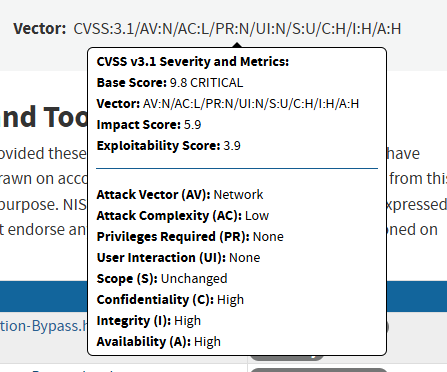 Vector: CVSS:3.1/AV:N/AC:L/PR:N/UI:N/S:U/C:H/I:H/A:H
CVSS v3.1 Severity and Metrics:
Base Score: 9.8 CRITICAL
Vector: AV:N/AC:L/PR:N/UI:N/S:U/C:H/I:H/A:H
Impact Score: 5.9
Exploitability Score: 3.9
Attack Vector (AV): Network
Attack Complexity (AC): Low
Privileges Required (PR): None
User Interaction (UI): None
Scope (S): Unchanged
Confidentiality (C): High
Integrity (I): High
Availability (A): High
nd Too
ovided these have
rawn on acco from this
purpose. NIS xpressed
t endorse an oned on
tion-Bypass.h